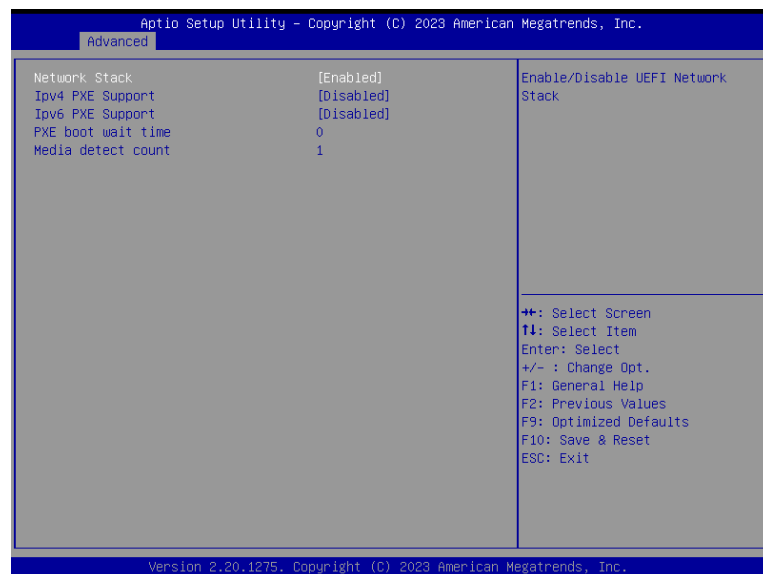 Aptio Setup Utility – Copyright (C) 2023 American Megatrends, Inc.
Advanced
Network Stack [Enabled]
Ipv4 PXE Support [Disabled]
Ipv6 PXE Support [Disabled]
PXE boot wait time 0
Media detect count 1
Enable/Disable UEFI Network
Stack
→←: Select Screen
↑↓: Select Item
Enter: Select
+/- : Change Opt.
F1: General Help
F2: Previous Values
F9: Optimized Defaults
F10: Save & Reset
ESC: Exit
Version 2.20.1275. Copyright (C) 2023 American Megatrends, Inc.